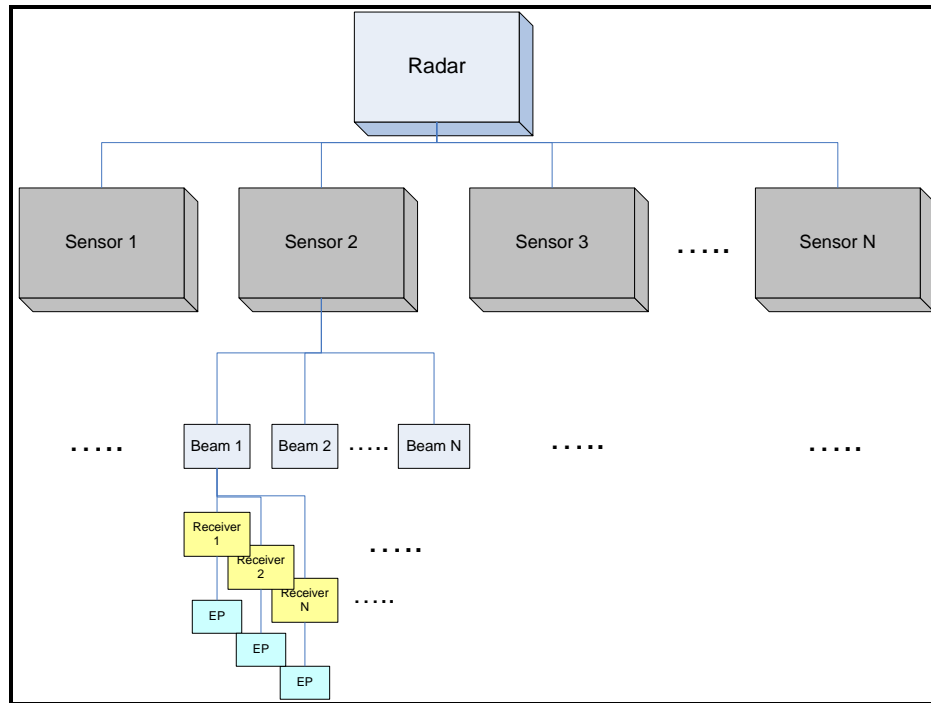 Radar
Sensor 1
Sensor 2
Sensor 3
.....
Sensor N
.....
Beam 1
Beam 2
.....
Beam N
.....
.....
Receiver
1
Receiver
2
Receiver
N
.....
.....
EP
EP
EP